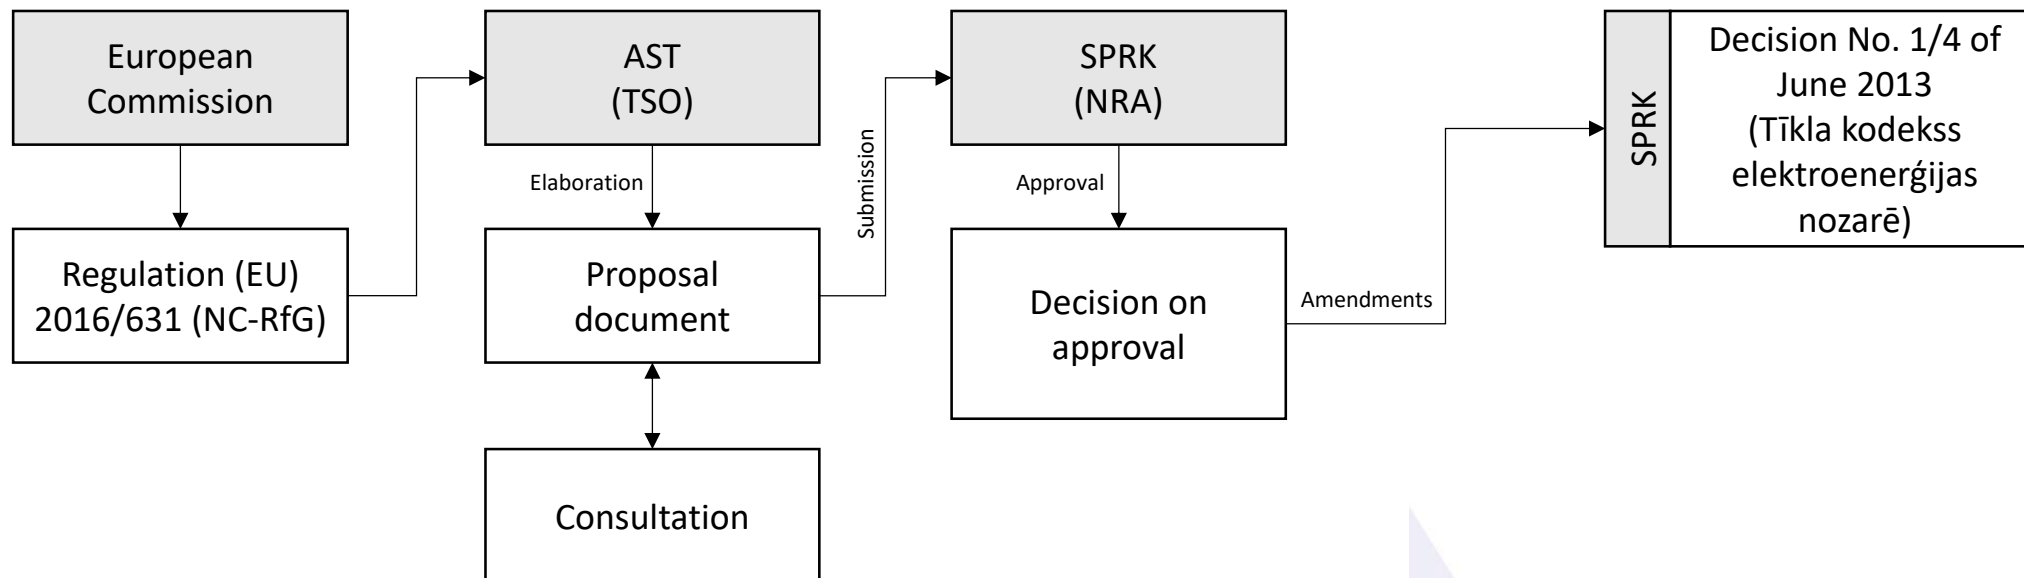 European
Commission
Regulation (EU)
2016/631 (NC-RfG)
AST
(TSO)
Elaboration
Proposal
document
Consultation
Submission
SPRK
(NRA)
Approval
Decision on
approval
Amendments
SPRK
Decision No. 1/4 of
June 2013
(Tīkla kodekss
elektroenerģijas
nozarē)